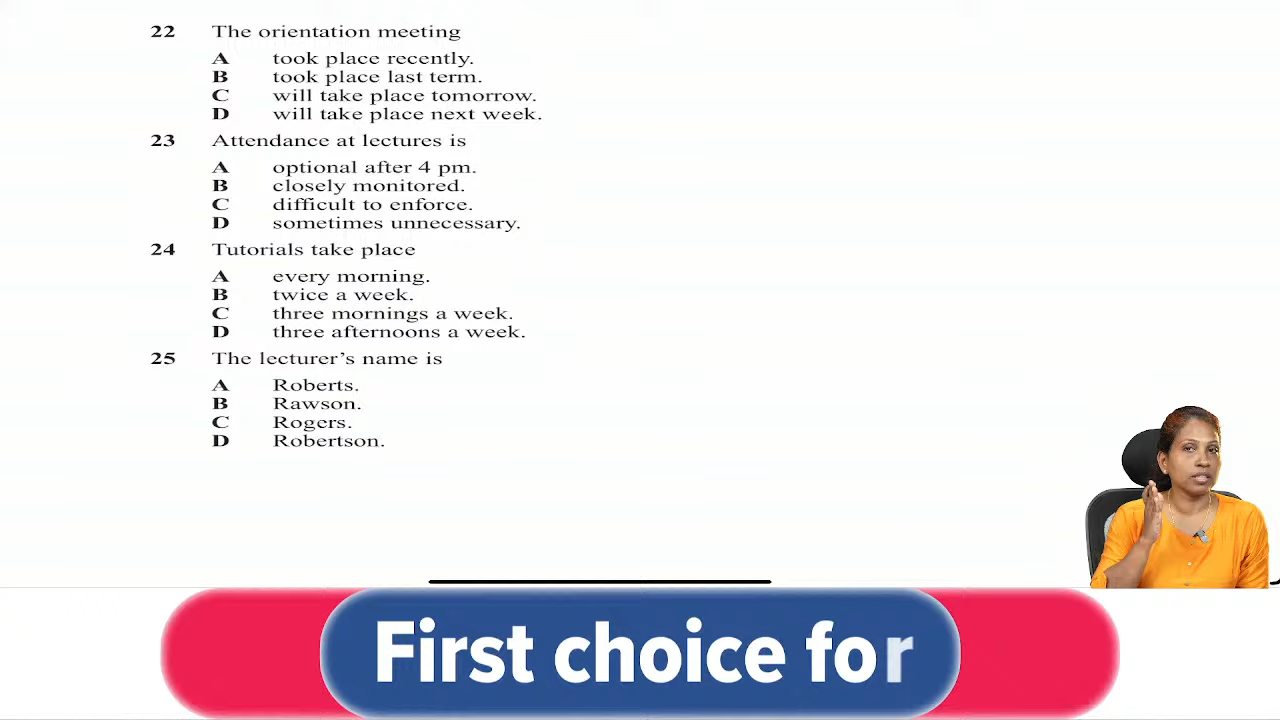 22 The orientation meeting
A took place recently.
B took place last term.
C will take place tomorrow.
D will take place next week.
23 Attendance at lectures is
A optional after 4 pm.
B closely monitored.
C difficult to enforce.
D sometimes unnecessary.
24 Tutorials take place
A every morning.
B twice a week.
C three mornings a week.
D three afternoons a week.
25 The lecturer’s name is
A Roberts.
B Rawson.
C Rogers.
D Robertson.
First choice for